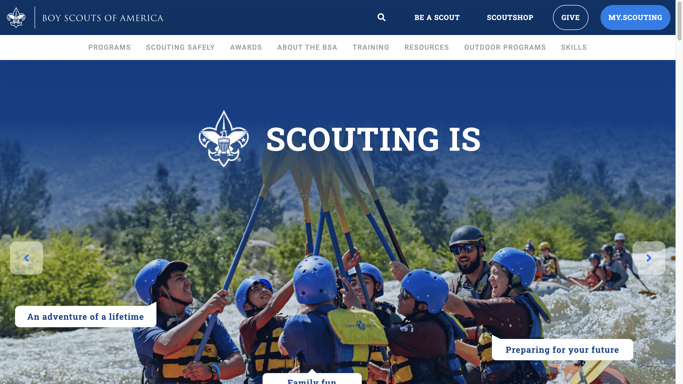 BOY SCOUTS OF AMERICA
BE A SCOUT
SCOUTSHOP
GIVE
MY.SCOUTING
PROGRAMS
SCOUTING SAFELY
AWARDS
ABOUT THE BSA
TRAINING
RESOURCES
OUTDOOR PROGRAMS
SKILLS
SCOUTING IS
An adventure of a lifetime
Preparing for your future
Family fun